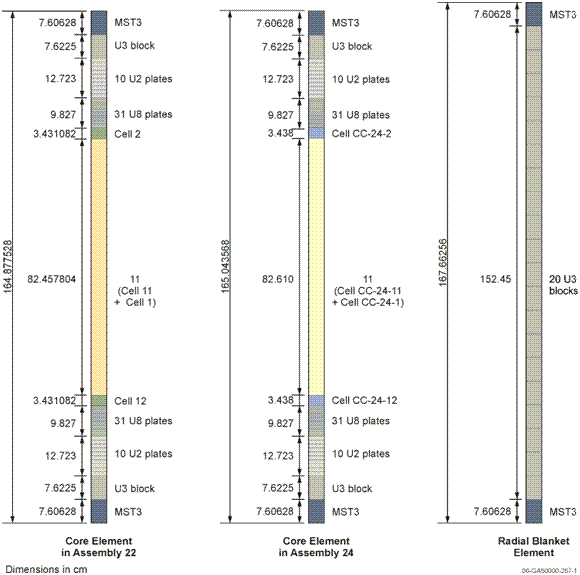 7.60628 MST3
7.6225 U3 block
12.723 10 U2 plates
9.827 31 U8 plates
3.431082 Cell 2
164.877528
82.457804
11
(Cell 11
+ Cell 1)
3.431082 Cell 12
9.827 31 U8 plates
12.723 10 U2 plates
7.6225 U3 block
7.60628 MST3
Core Element
in Assembly 22
7.60628 MST3
7.6225 U3 block
12.723 10 U2 plates
9.827 31 U8 plates
3.438 Cell CC-24-2
165.043568
82.610
11
(Cell CC-24-11
+ Cell CC-24-1)
3.438 Cell CC-24-12
9.827 31 U8 plates
12.723 10 U2 plates
7.6225 U3 block
7.60628 MST3
Core Element
in Assembly 24
7.60628 MST3
167.66256
152.45
20 U3
blocks
7.60628 MST3
Radial Blanket
Element
Dimensions in cm
06-GA50000-257-1